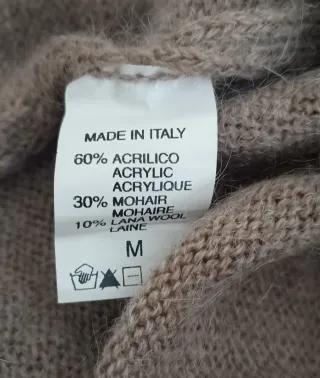 MADE IN ITALY
60% ACRILICO
ACRYLIC
ACRYLIQUE
30% MOHAIR
MOHAIRE
10% LANA WOOL
LAINE
M